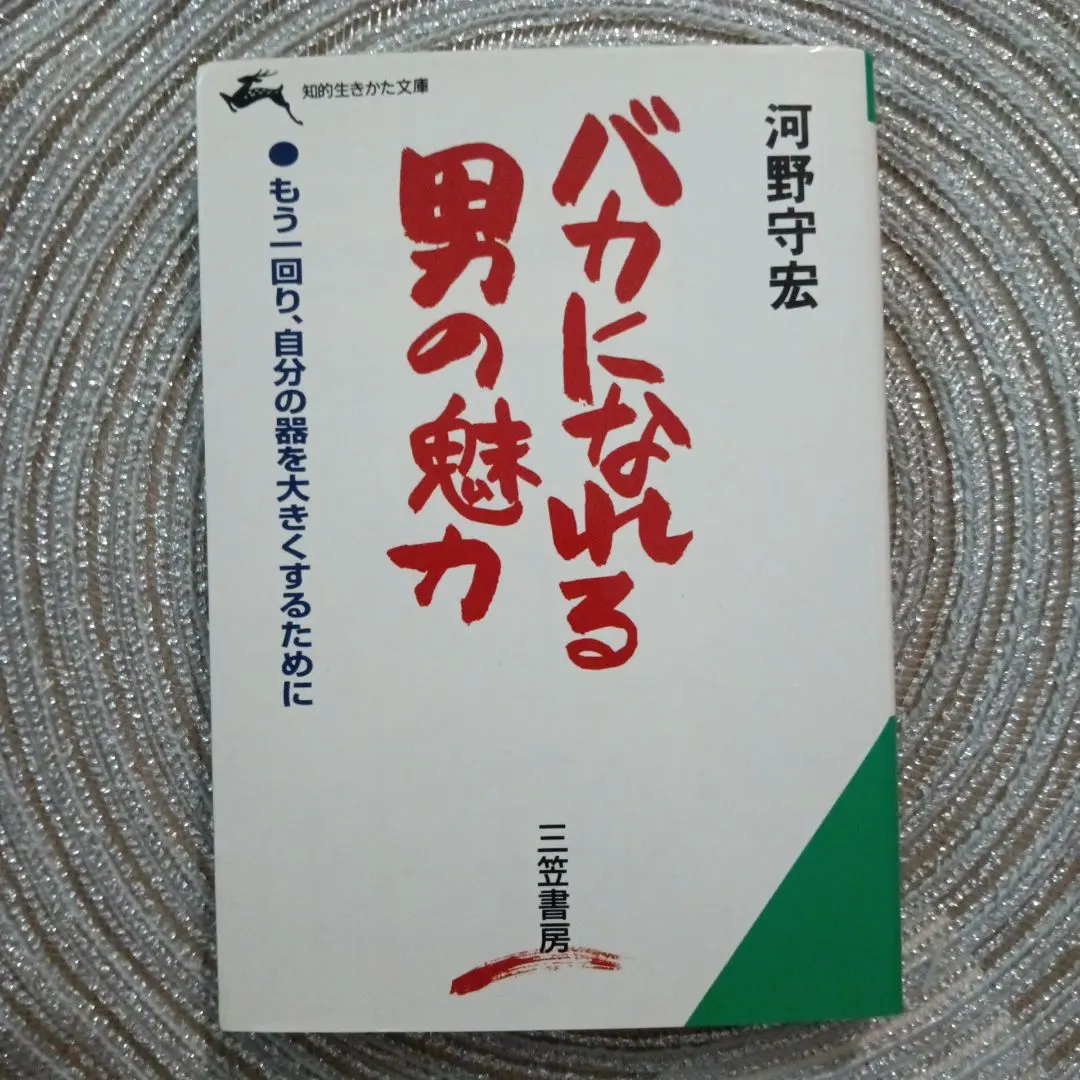 知的生きかた文庫
河野守宏
バカになれる
男の魅力
●もう一回り、自分の器を大きくするために
三笠書房